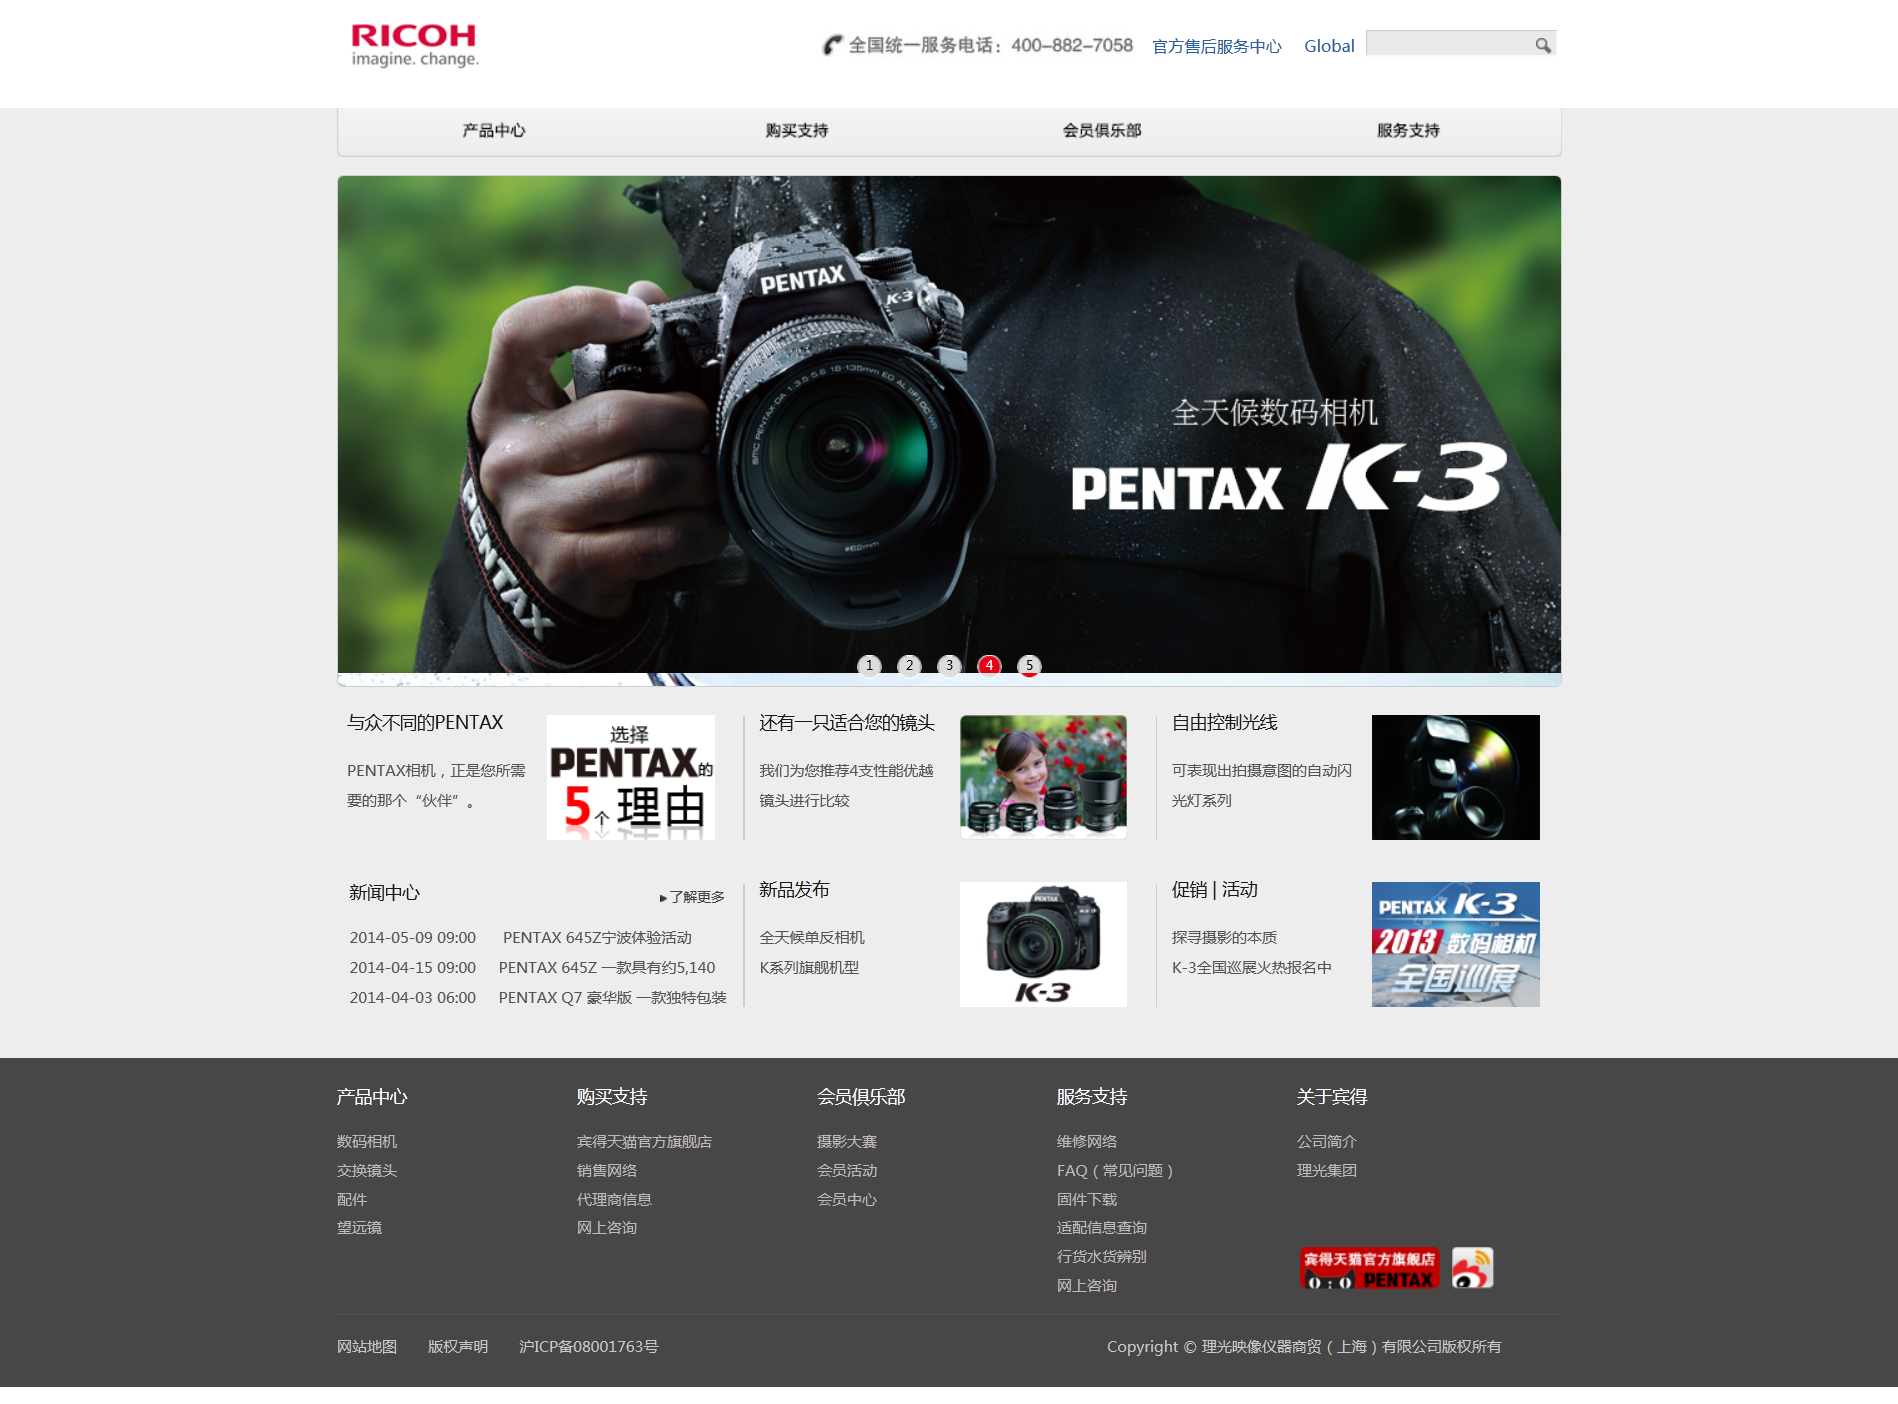 RICOH
imagine. change.
全国统一服务电话：400-882-7058
官方售后服务中心
Global
产品中心
购买支持
会员俱乐部
服务支持
PENTAX
K-3
SMC PENTAX-DA 1:3.5-5.6 18-135mm ED AL [IF] DC WR
ø62mm
PENTAX
全天候数码相机
PENTAX K-3
1 2 3 4 5
与众不同的PENTAX
PENTAX相机，正是您所需
要的那个“伙伴”。
选择
PENTAX的
5个理由
还有一只适合您的镜头
我们为您推荐4支性能优越
镜头进行比较
自由控制光线
可表现出拍摄意图的自动闪
光灯系列
新闻中心
了解更多
2014-05-09 09:00 PENTAX 645Z宁波体验活动
2014-04-15 09:00 PENTAX 645Z 一款具有约5,140
2014-04-03 06:00 PENTAX Q7 豪华版 一款独特包装
新品发布
全天候单反相机
K系列旗舰机型
PENTAX
K-3
促销 | 活动
探寻摄影的本质
K-3全国巡展火热报名中
PENTAX K-3
2013 数码相机
全国巡展
产品中心
数码相机
交换镜头
配件
望远镜
购买支持
宾得天猫官方旗舰店
销售网络
代理商信息
网上咨询
会员俱乐部
摄影大赛
会员活动
会员中心
服务支持
维修网络
FAQ（常见问题）
固件下载
适配信息查询
行货水货辨别
网上咨询
关于宾得
公司简介
理光集团
宾得天猫官方旗舰店
PENTAX
网站地图
版权声明
沪ICP备08001763号
Copyright © 理光映像仪器商贸（上海）有限公司版权所有